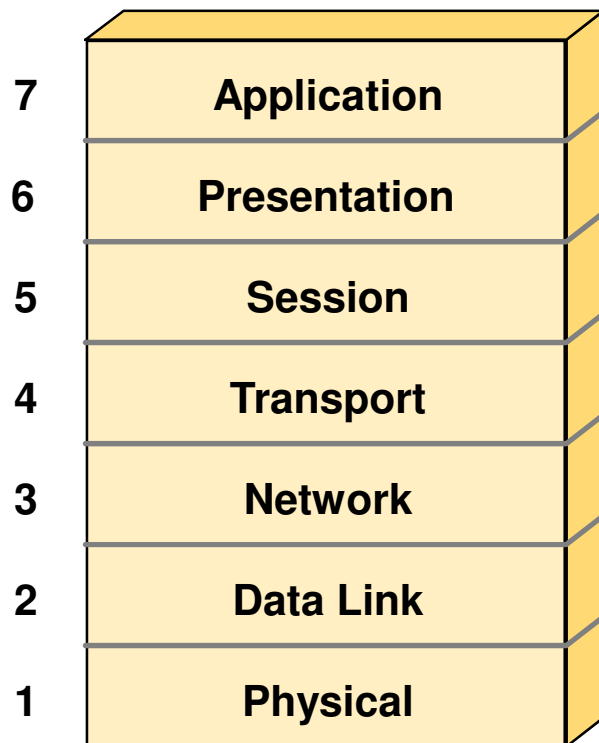 7 Application
6 Presentation
5 Session
4 Transport
3 Network
2 Data Link
1 Physical